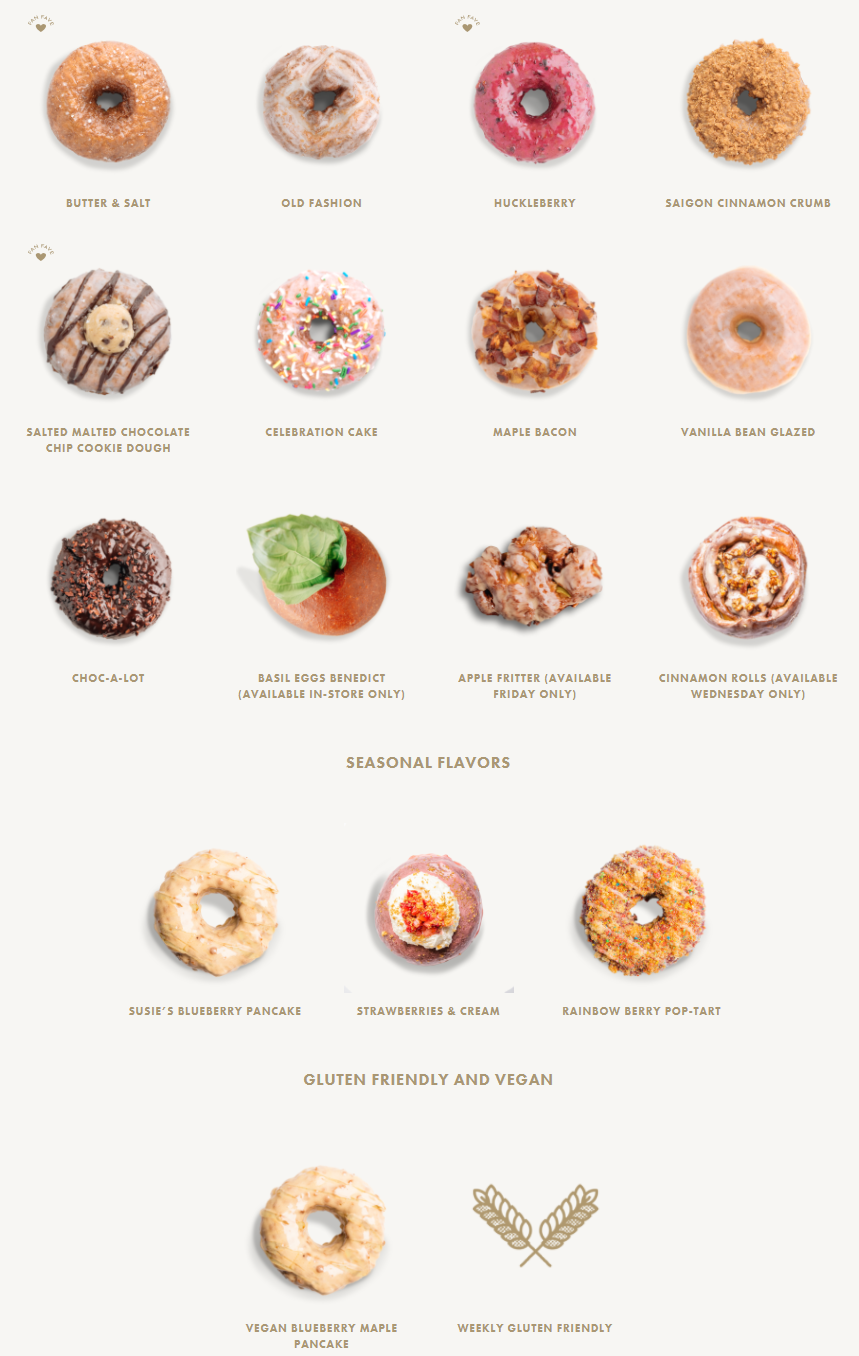 FAN FAVE
FAN FAVE
BUTTER & SALT
OLD FASHION
HUCKLEBERRY
SAIGON CINNAMON CRUMB
FAN FAVE
SALTED MALTED CHOCOLATE
CHIP COOKIE DOUGH
CELEBRATION CAKE
MAPLE BACON
VANILLA BEAN GLAZED
CHOC-A-LOT
BASIL EGGS BENEDICT
(AVAILABLE IN-STORE ONLY)
APPLE FRITTER (AVAILABLE
FRIDAY ONLY)
CINNAMON ROLLS (AVAILABLE
WEDNESDAY ONLY)
SEASONAL FLAVORS
SUSIE'S BLUEBERRY PANCAKE
STRAWBERRIES & CREAM
RAINBOW BERRY POP-TART
GLUTEN FRIENDLY AND VEGAN
VEGAN BLUEBERRY MAPLE
PANCAKE
WEEKLY GLUTEN FRIENDLY